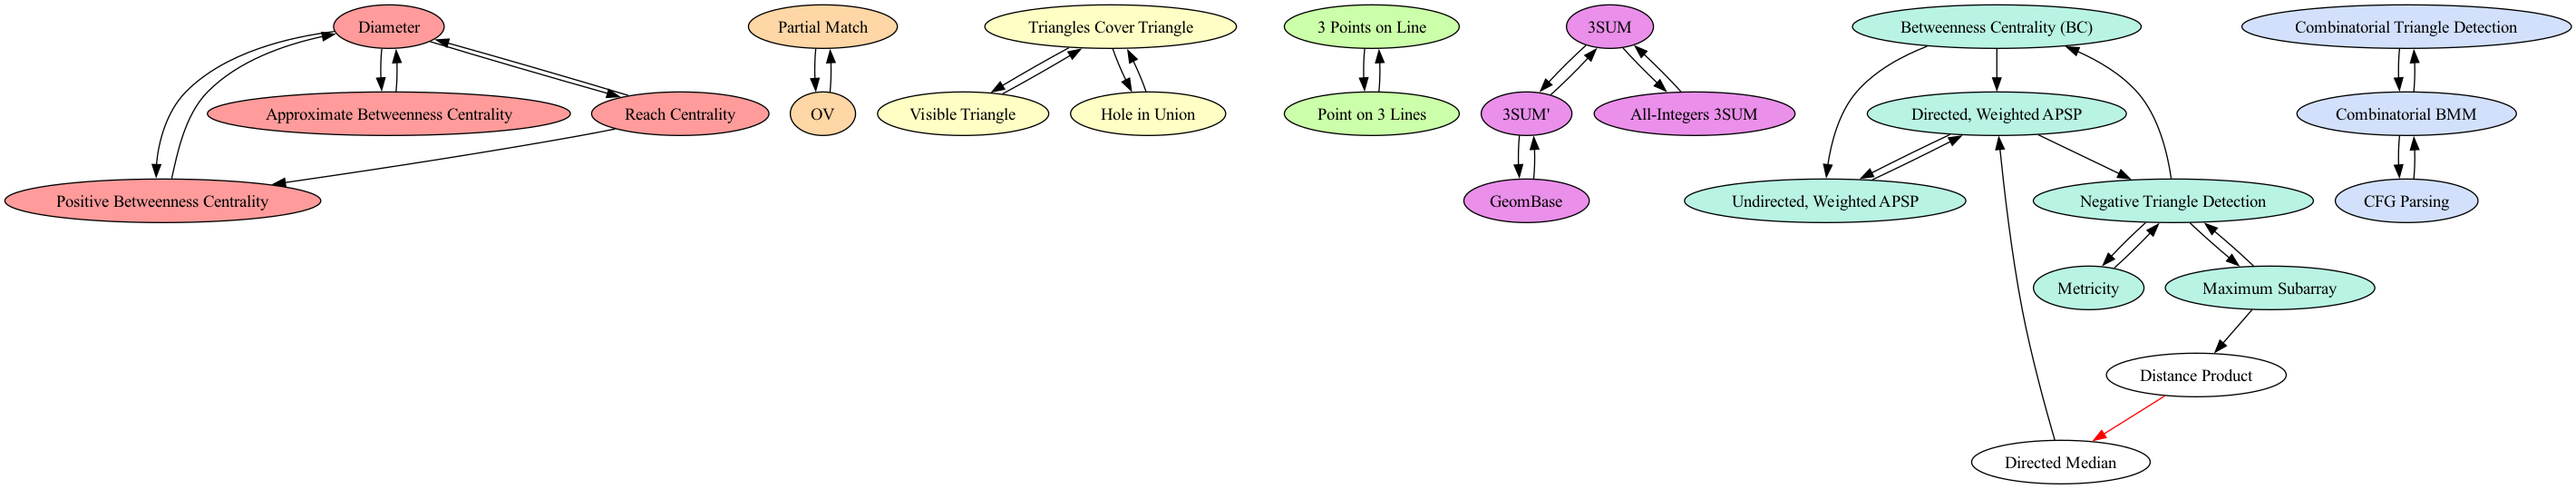 Diameter
Partial Match
Triangles Cover Triangle
3 Points on Line
3SUM
Betweenness Centrality (BC)
Combinatorial Triangle Detection
Approximate Betweenness Centrality
Reach Centrality
OV
Visible Triangle
Hole in Union
Point on 3 Lines
3SUM'
All-Integers 3SUM
Directed, Weighted APSP
Combinatorial BMM
Positive Betweenness Centrality
GeomBase
Undirected, Weighted APSP
Negative Triangle Detection
CFG Parsing
Metricity
Maximum Subarray
Distance Product
Directed Median